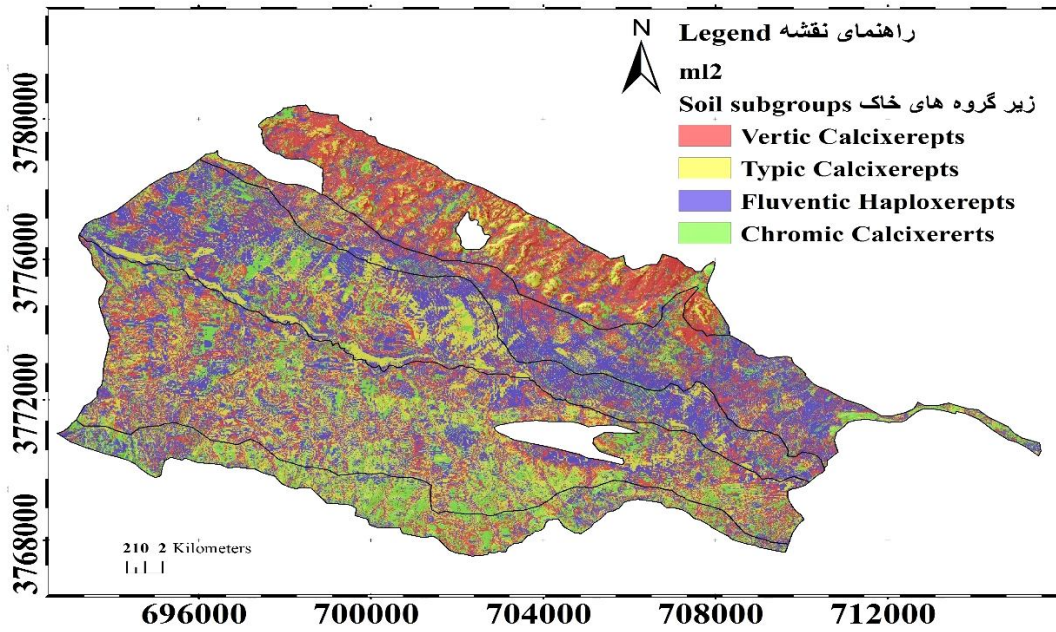 N
Legend راهنمای نقشه
ml2
Soil subgroups زیر گروه های خاک
Vertic Calcixerepts
Typic Calcixerepts
Fluventic Haploxerepts
Chromic Calcixererts
3780000
3776000
3772000
3768000
210 2 Kilometers
696000 700000 704000 708000 712000